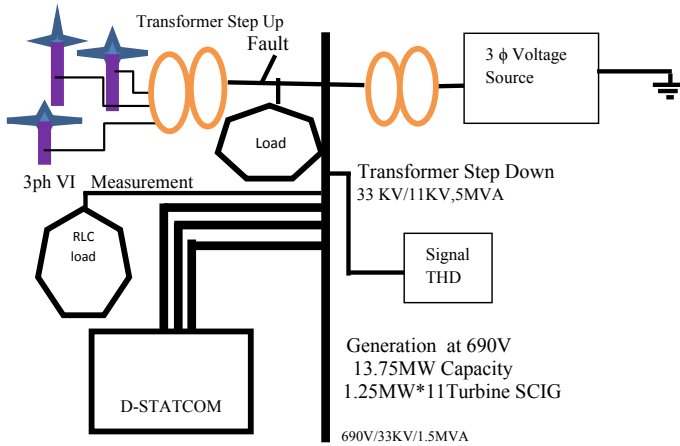 Transformer Step Up
Fault
3 ϕ Voltage
Source
Load
3ph VI Measurement
Transformer Step Down
33 KV/11KV,5MVA
RLC
load
Signal
THD
D-STATCOM
Generation at 690V
13.75MW Capacity
1.25MW*11Turbine SCIG
690V/33KV/1.5MVA